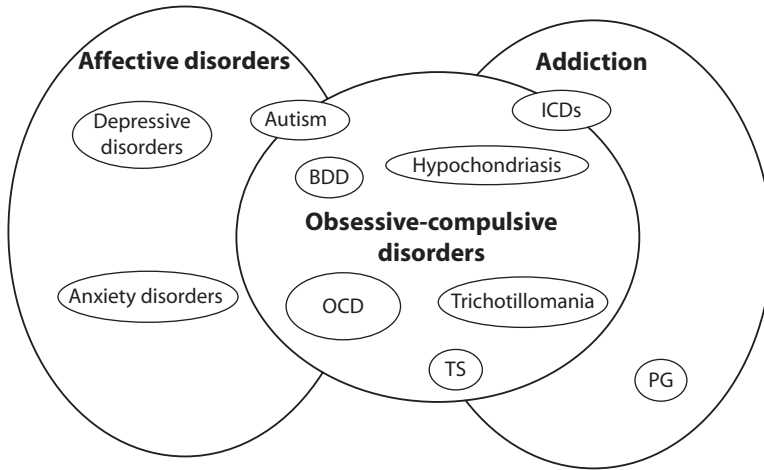 Affective disorders
Addiction
Autism
ICDs
Depressive
disorders
Hypochondriasis
BDD
Obsessive-compulsive
disorders
Anxiety disorders
OCD
Trichotillomania
TS
PG